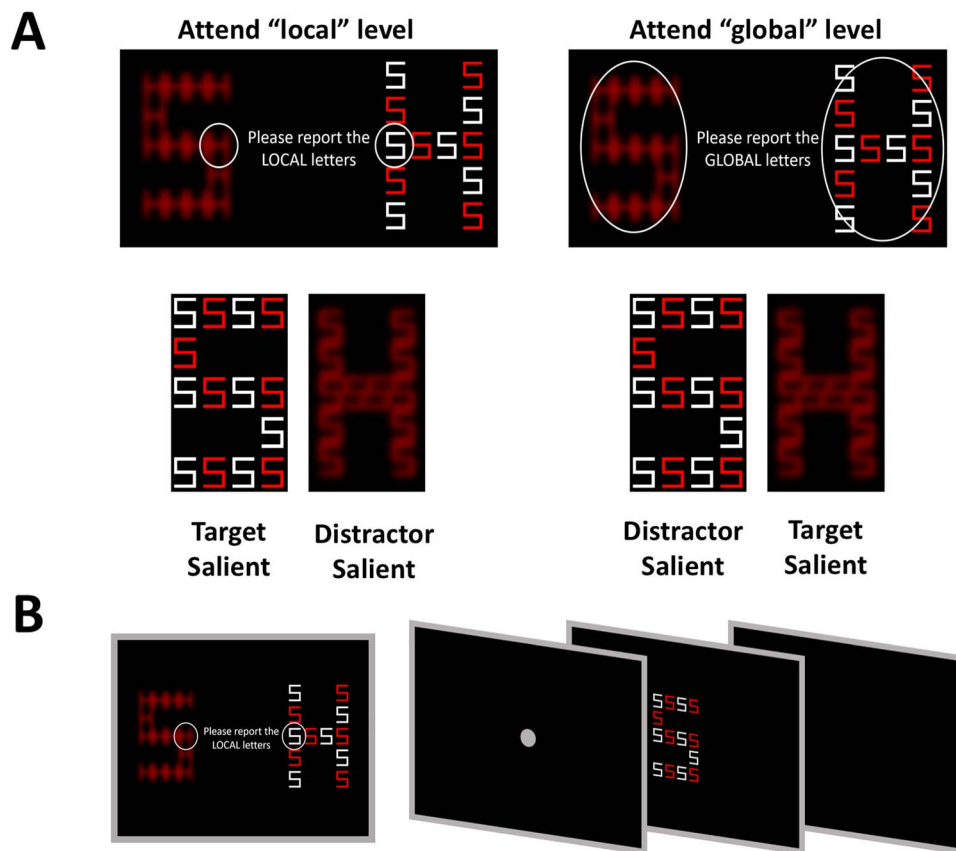 A
Attend “local” level
Attend “global” level
Please report the
LOCAL letters
Please report the
GLOBAL letters
Target
Salient
Distractor
Salient
Distractor
Salient
Target
Salient
B
Please report the
LOCAL letters